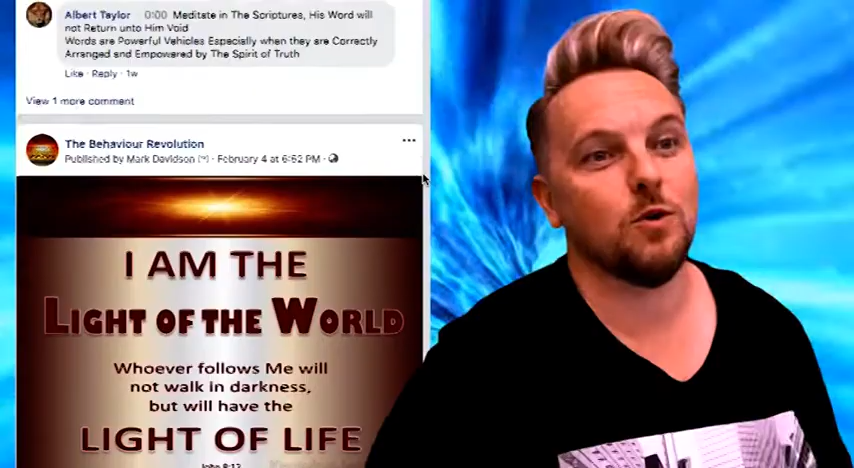 Albert Taylor 0:00 Meditate in The Scriptures, His Word will
not Return unto Him Void
Words are Powerful Vehicles Especially when they are Correctly
Arranged and Empowered by The Spirit of Truth
Like · Reply · 1w
View 1 more comment
The Behaviour Revolution
Published by Mark Davidson · February 4 at 6:52 PM ·
I AM THE
LIGHT OF THE WORLD
Whoever follows Me will
not walk in darkness,
but will have the
LIGHT OF LIFE
John 8:12